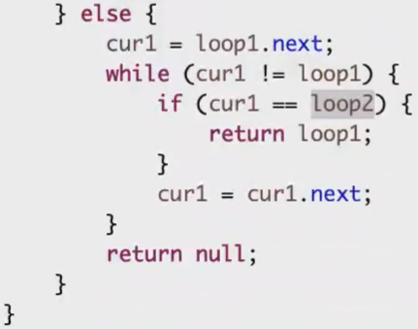 } else {
cur1 = loop1.next;
while (cur1 != loop1) {
if (cur1 == loop2) {
return loop1;
}
cur1 = cur1.next;
}
return null;
}
}